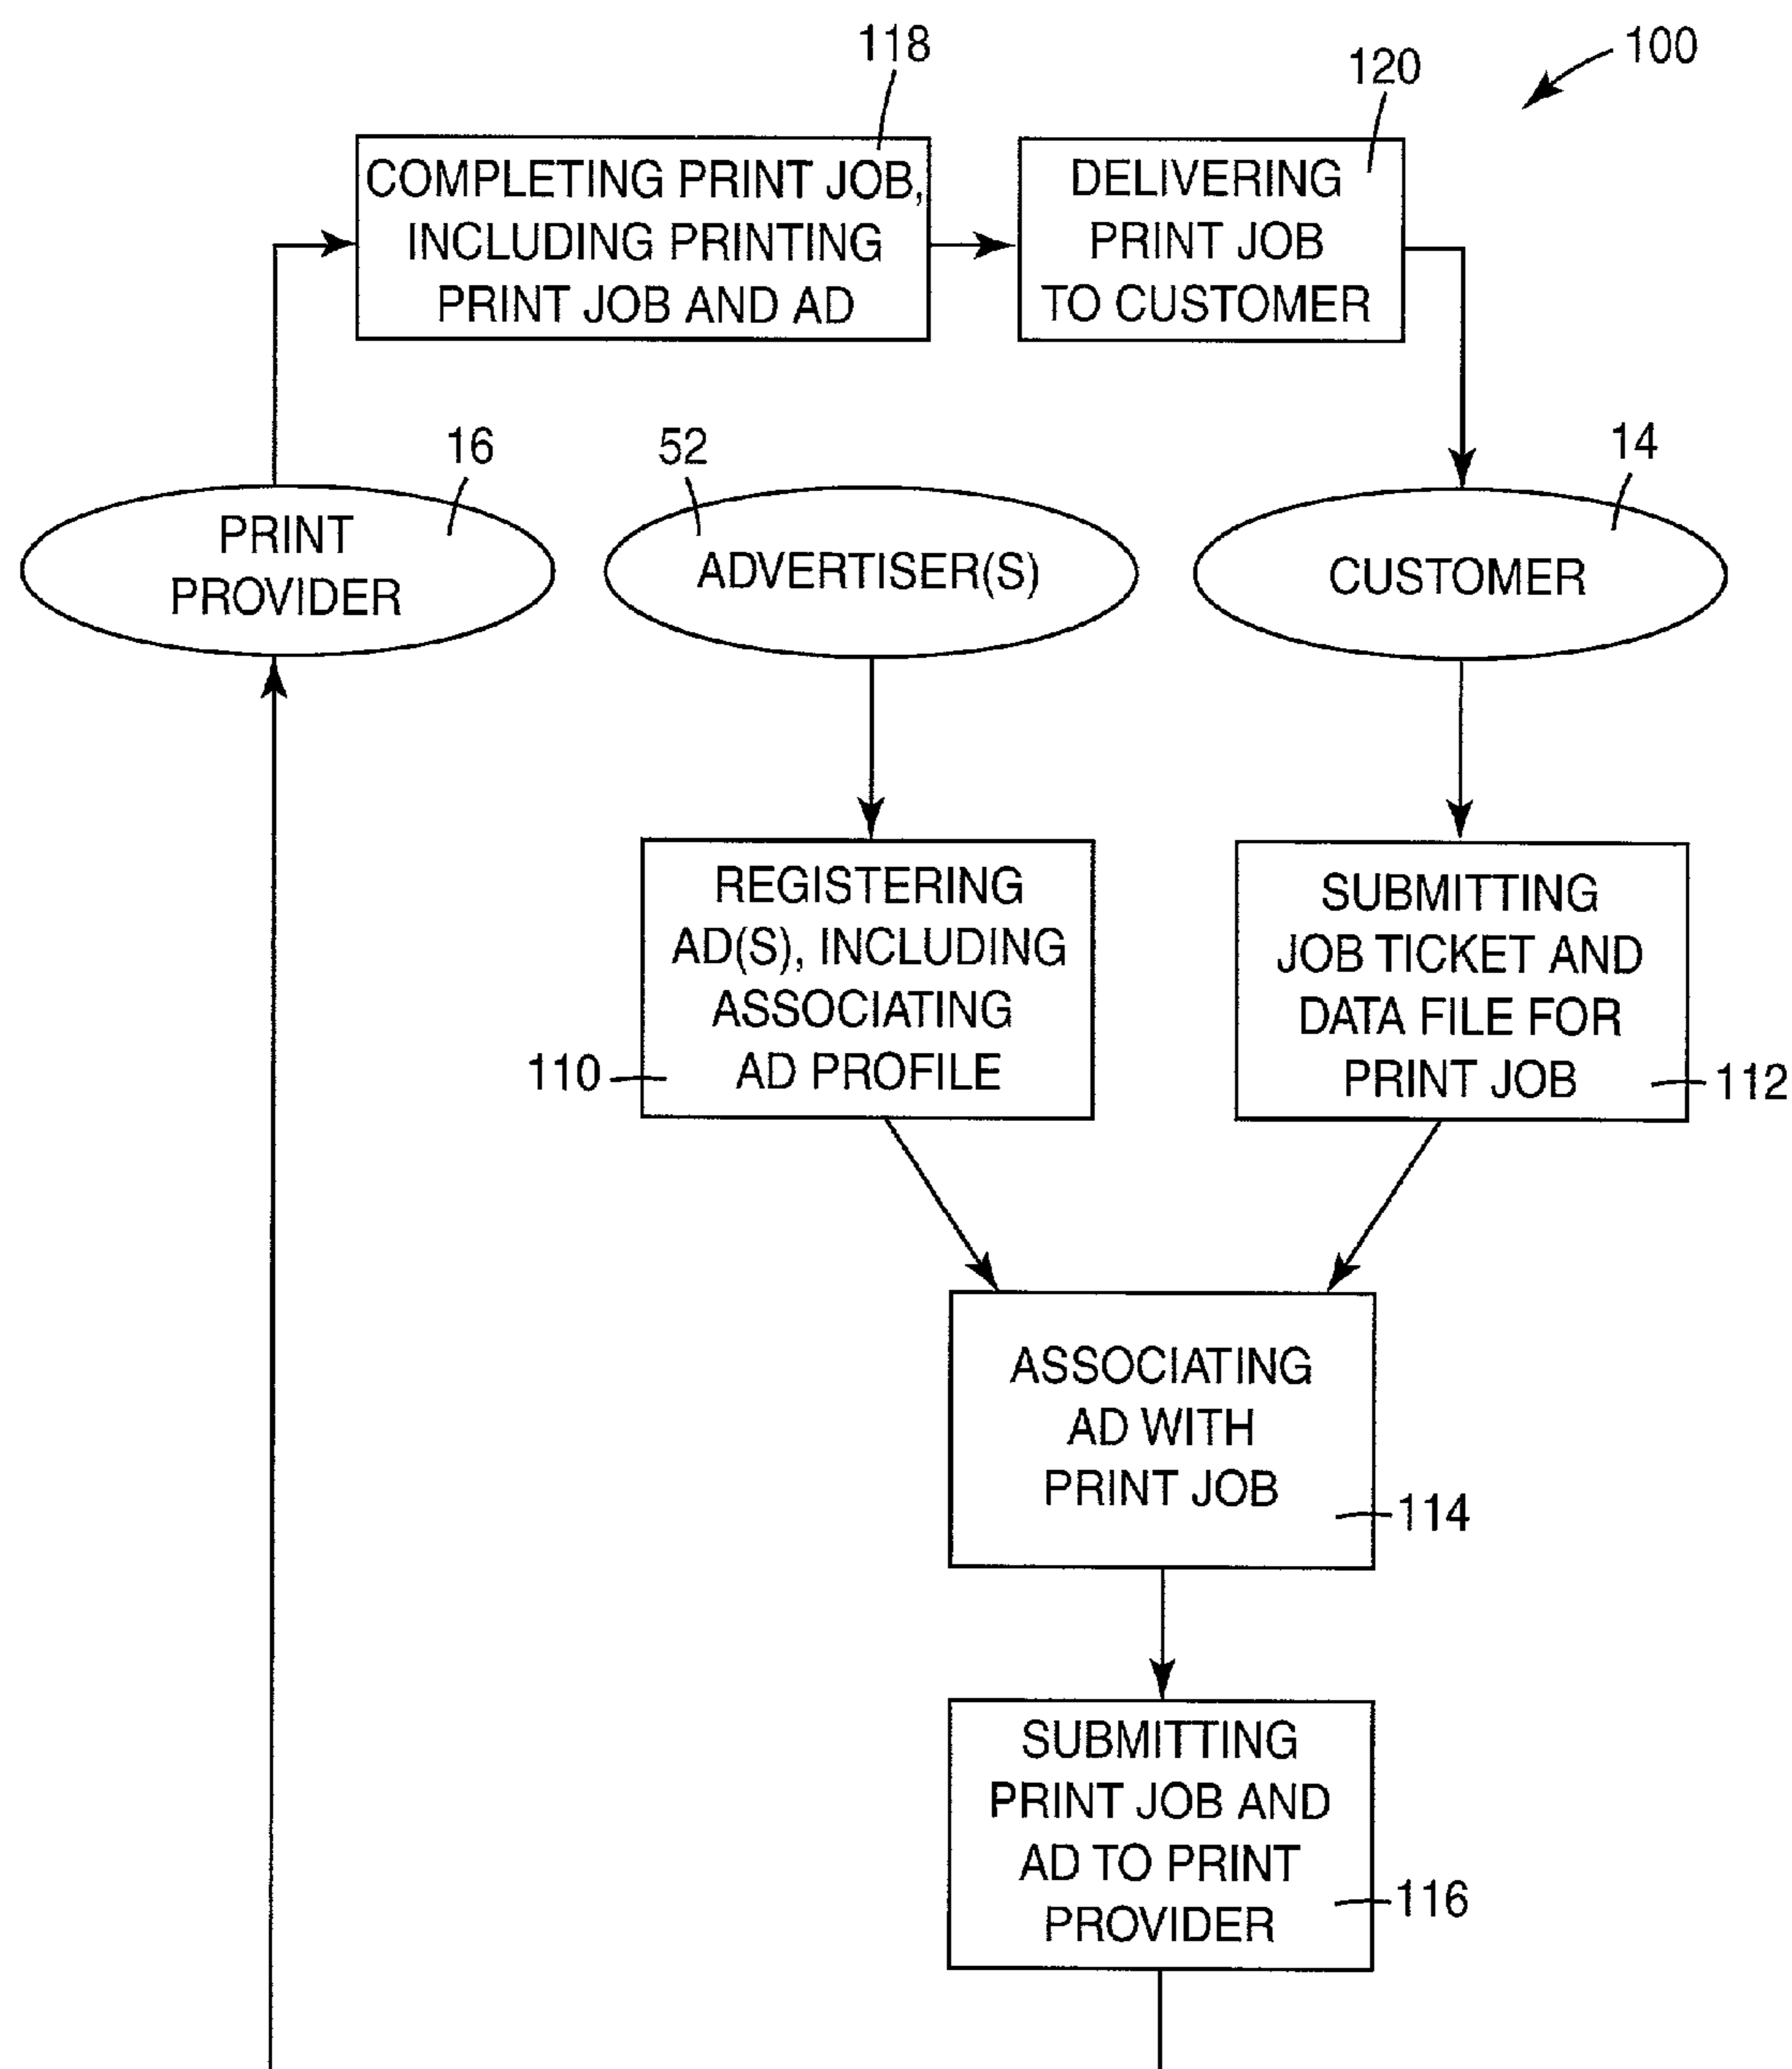 118
100
120
COMPLETING PRINT JOB,
INCLUDING PRINTING
PRINT JOB AND AD
DELIVERING
PRINT JOB
TO CUSTOMER
16
52
14
PRINT
PROVIDER
ADVERTISER(S)
CUSTOMER
REGISTERING
AD(S), INCLUDING
ASSOCIATING
AD PROFILE
110
SUBMITTING
JOB TICKET AND
DATA FILE FOR
PRINT JOB
112
ASSOCIATING
AD WITH
PRINT JOB
114
SUBMITTING
PRINT JOB AND
AD TO PRINT
PROVIDER
116